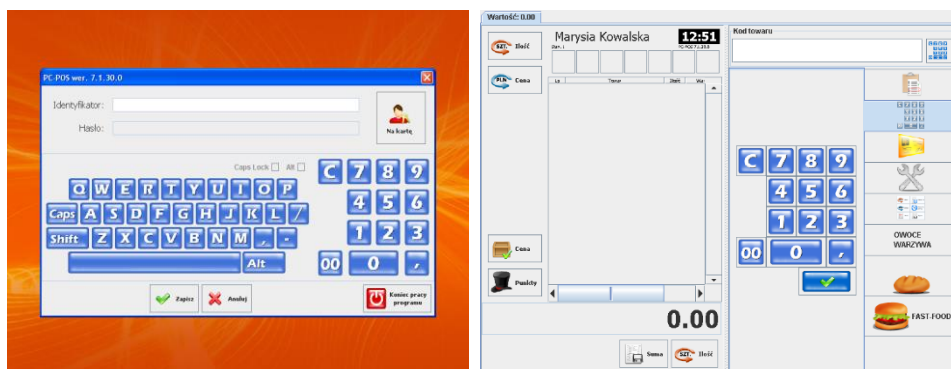 PC-POS wer. 7.1.30.0
Identyfikator:
Hasło:
Na kartę
Caps Lock Alt
C 7 8 9
Q W E R T Y U I O P
4 5 6
Caps A S D F G H J K L /
1 2 3
Shift Z X C V B N M , -
Alt
00 0 ,
Zapisz
Anuluj
Koniec pracy
programu
Wartość: 0.00
SZT. Ilość
Marysia Kowalska
12:51
PLN Cena
Lp Towar
Cena
Punkty
0.00
Suma
SZT. Ilość
Kod towaru
C 7 8 9
4 5 6
1 2 3
00 0 ,
OWOCE
WARZYWA
FAST-FOOD